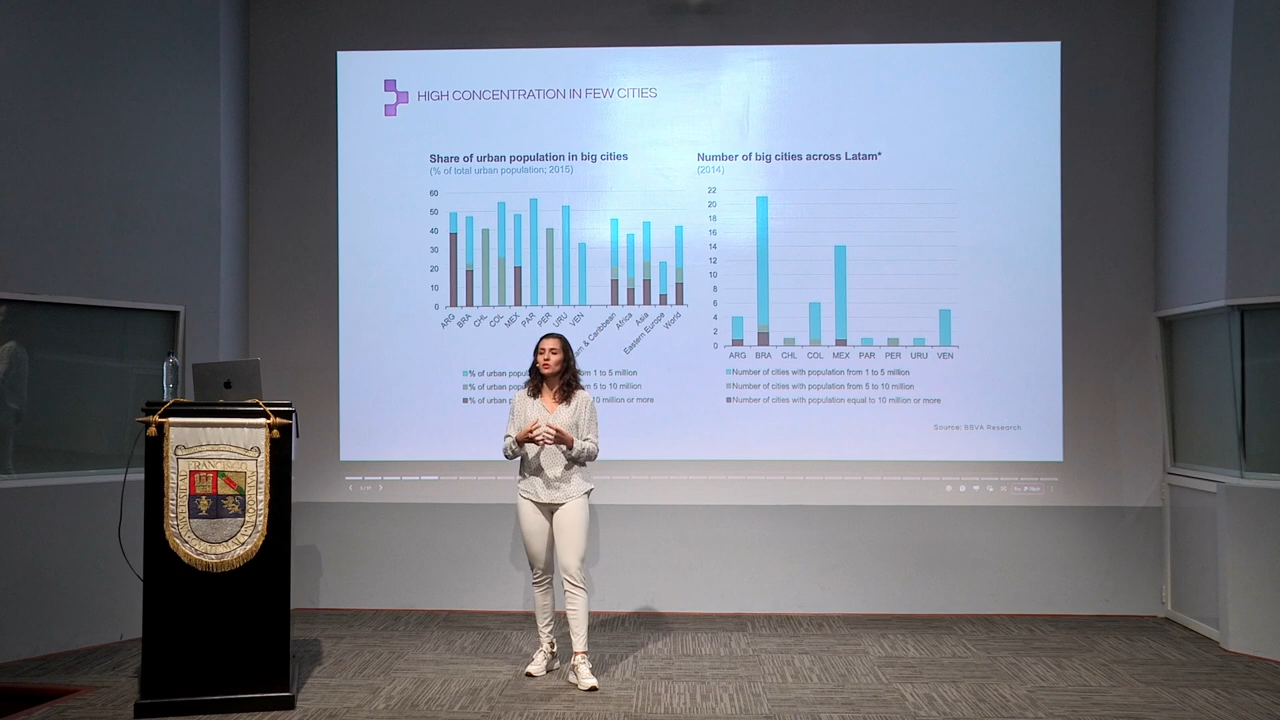 HIGH CONCENTRATION IN FEW CITIES
Share of urban population in big cities
(% of total urban population; 2015)
60
50
40
30
20
10
0
ARG
BRA
CHL
COL
MEX
PAR
PER
URU
VEN
& Caribbean
Africa
Asia
Eastern Europe
World
% of urban from 1 to 5 million
% of urban from 5 to 10 million
% of urban 10 million or more
Number of big cities across Latam*
(2014)
22
20
18
16
14
12
10
8
6
4
2
0
ARG BRA CHL COL MEX PAR PER URU VEN
Number of cities with population from 1 to 5 million
Number of cities with population from 5 to 10 million
Number of cities with population equal to 10 million or more
Source: BBVA Research
FRANCISCO